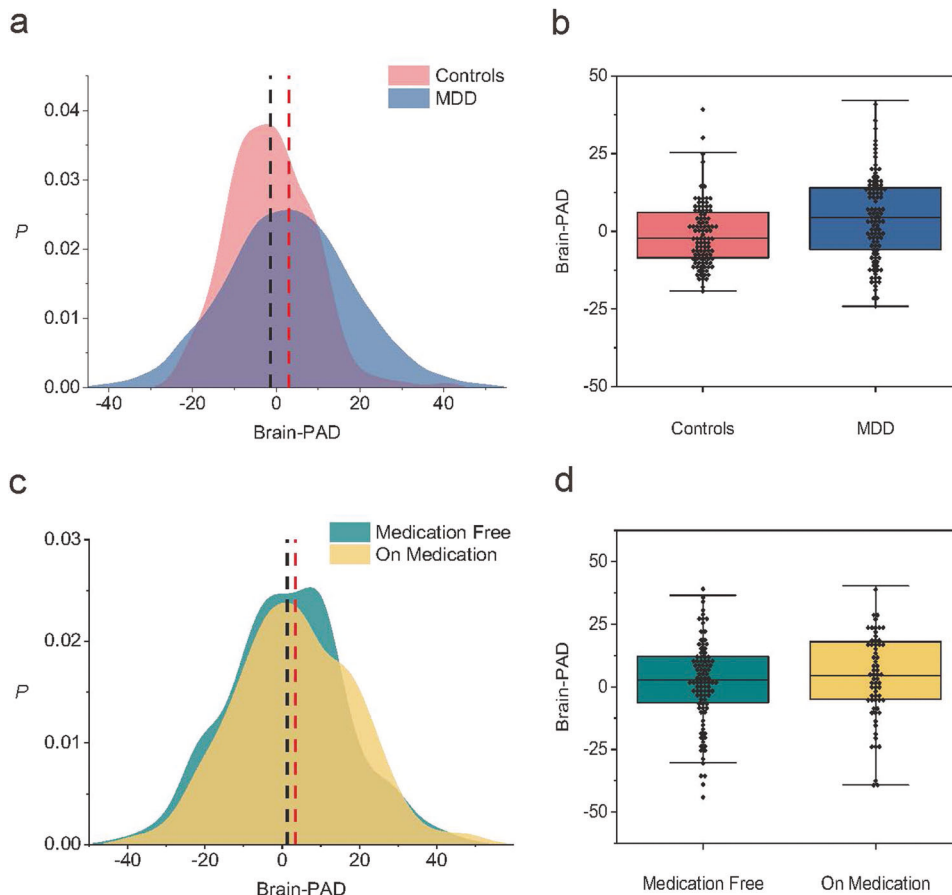 a
Controls
MDD
0.04
0.03
P
0.02
0.01
0.00
-40 -20 0 20 40
Brain-PAD
b
50
25
Brain-PAD
0
-25
-50
Controls MDD
c
0.03
Medication Free
On Medication
0.02
P
0.01
0.00
-40 -20 0 20 40
Brain-PAD
d
50
25
Brain-PAD
0
-25
-50
Medication Free On Medication